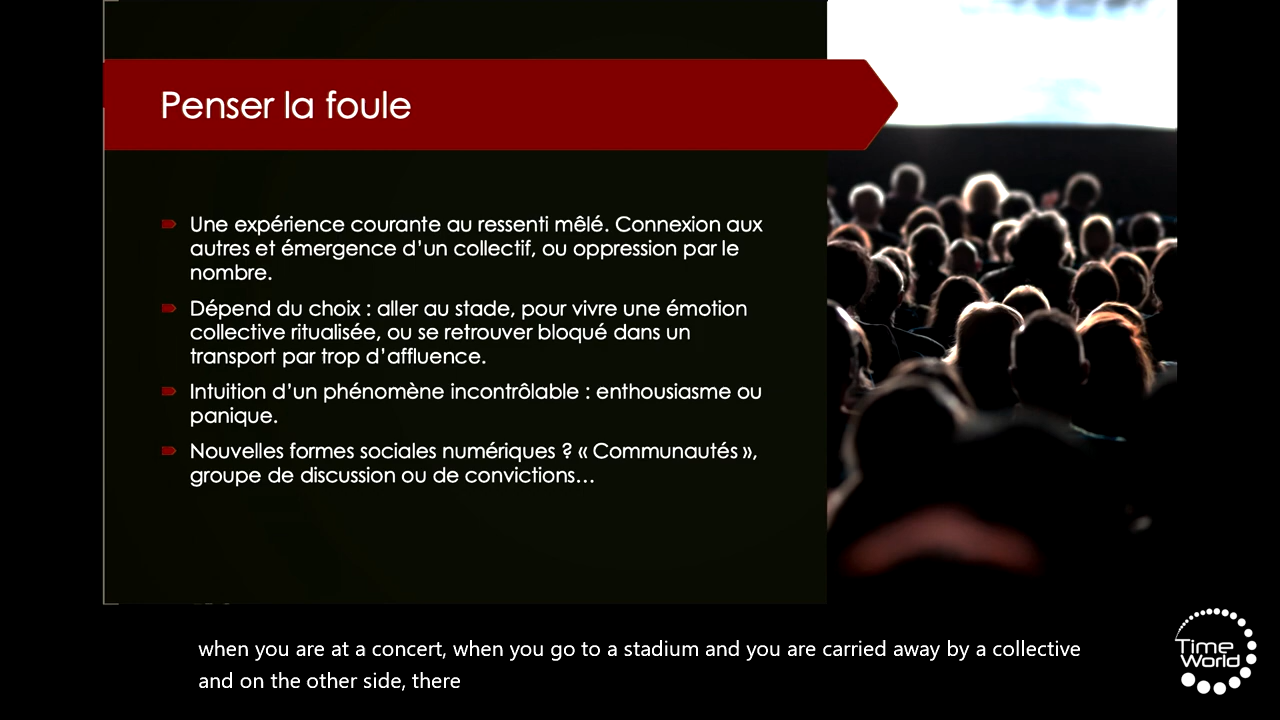 Penser la foule
Une expérience courante au ressenti mêlé. Connexion aux
autres et émergence d’un collectif, ou oppression par le
nombre.
Dépend du choix : aller au stade, pour vivre une émotion
collective ritualisée, ou se retrouver bloqué dans un
transport par trop d’affluence.
Intuition d’un phénomène incontrôlable : enthousiasme ou
panique.
Nouvelles formes sociales numériques ? « Communautés »,
groupe de discussion ou de convictions…
when you are at a concert, when you go to a stadium and you are carried away by a collective
and on the other side, there
Time
World